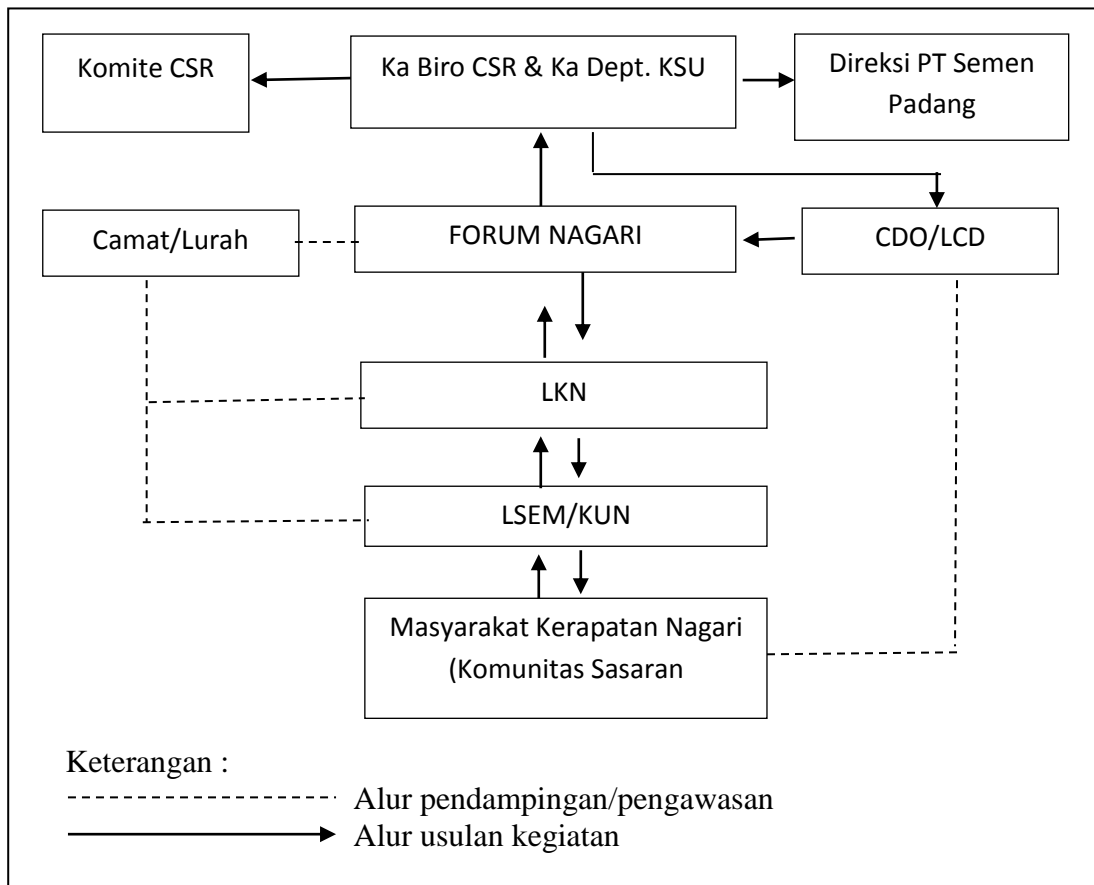 Komite CSR
Ka Biro CSR & Ka Dept. KSU
Direksi PT Semen
Padang
Camat/Lurah
FORUM NAGARI
CDO/LCD
LKN
LSEM/KUN
Masyarakat Kerapatan Nagari
(Komunitas Sasaran
Keterangan :
Alur pendampingan/pengawasan
Alur usulan kegiatan